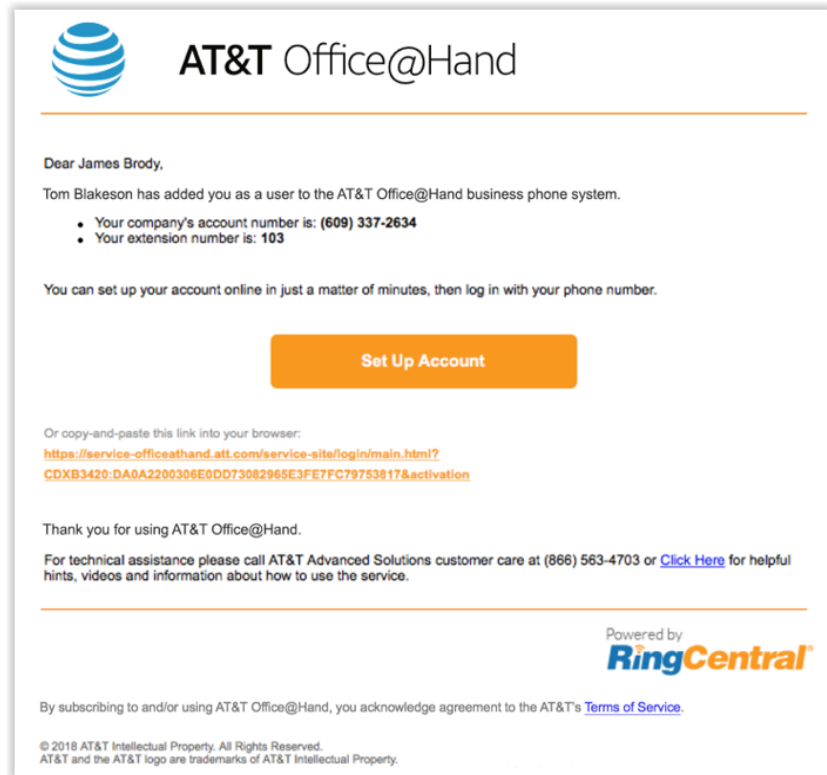 AT&T Office@Hand
Dear James Brody,
Tom Blakeson has added you as a user to the AT&T Office@Hand business phone system.
• Your company's account number is: (609) 337-2634
• Your extension number is: 103
You can set up your account online in just a matter of minutes, then log in with your phone number.
Set Up Account
Or copy-and-paste this link into your browser:
https://service-officeathand.att.com/service-site/login/main.html?
CDXB3420:DA0A2200306E0DD73082965E3FE7FC79753817&activation
Thank you for using AT&T Office@Hand.
For technical assistance please call AT&T Advanced Solutions customer care at (866) 563-4703 or Click Here for helpful
hints, videos and information about how to use the service.
Powered by
RingCentral®
By subscribing to and/or using AT&T Office@Hand, you acknowledge agreement to the AT&T's Terms of Service.
© 2018 AT&T Intellectual Property. All Rights Reserved.
AT&T and the AT&T logo are trademarks of AT&T Intellectual Property.